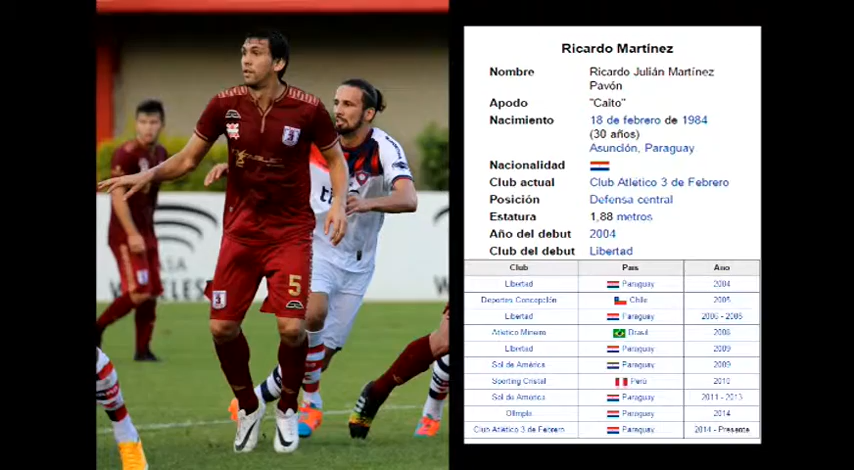 Ricardo Martínez
Nombre Ricardo Julián Martínez
Pavón
Apodo "Caito"
Nacimiento 18 de febrero de 1984
(30 años)
Asunción, Paraguay
Nacionalidad
Club actual Club Atlético 3 de Febrero
Posición Defensa central
Estatura 1,88 metros
Año del debut 2004
Club del debut Libertad
Club País Año
Libertad Paraguay 2004
Deportes Concepción Chile 2005
Libertad Paraguay 2006 -
Atlético Mineiro Brasil 2008
Libertad Paraguay 2009
Sol de América Paraguay 2009
Sporting Cristal Perú 2010
Sol de América Paraguay 2011 - 2013
Olimpia Paraguay 2014
Club Atlético 3 de Febrero Paraguay 2014 - Presente
5